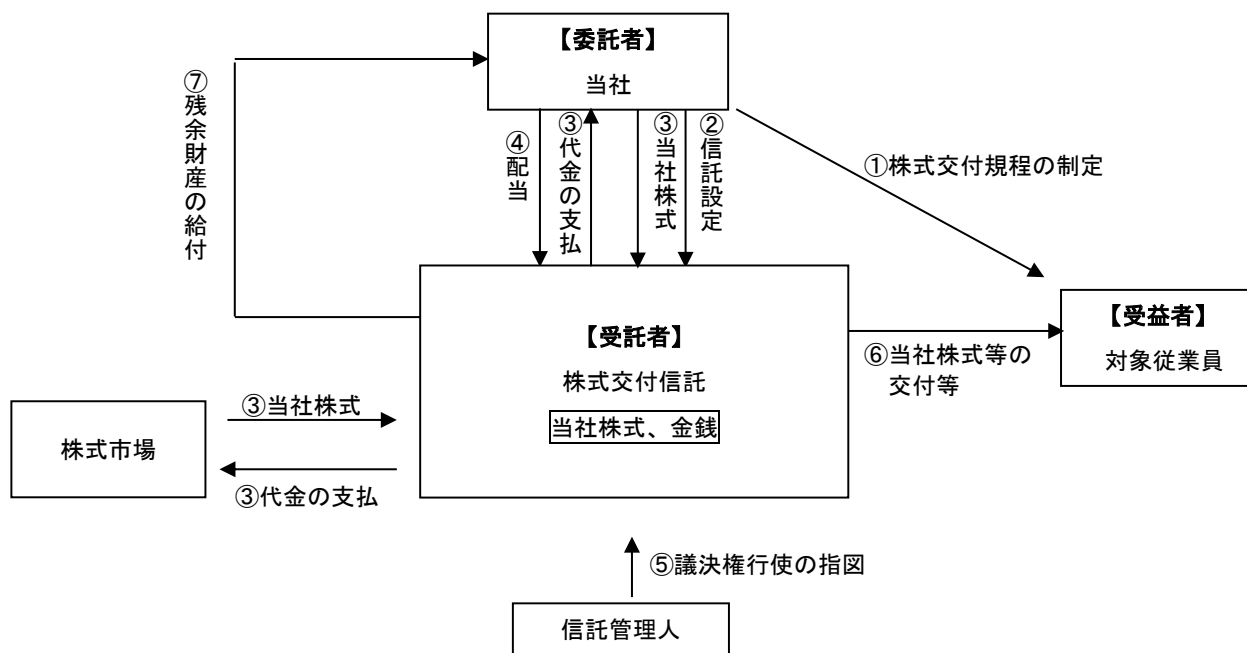 【委託者】
当社
⑦残余財産の給付
④配当
③代金の支払
③当社株式
②信託設定
①株式交付規程の制定
【受託者】
株式交付信託
当社株式、金銭
【受益者】
対象従業員
⑥当社株式等の
交付等
株式市場
③当社株式
③代金の支払
⑤議決権行使の指図
信託管理人